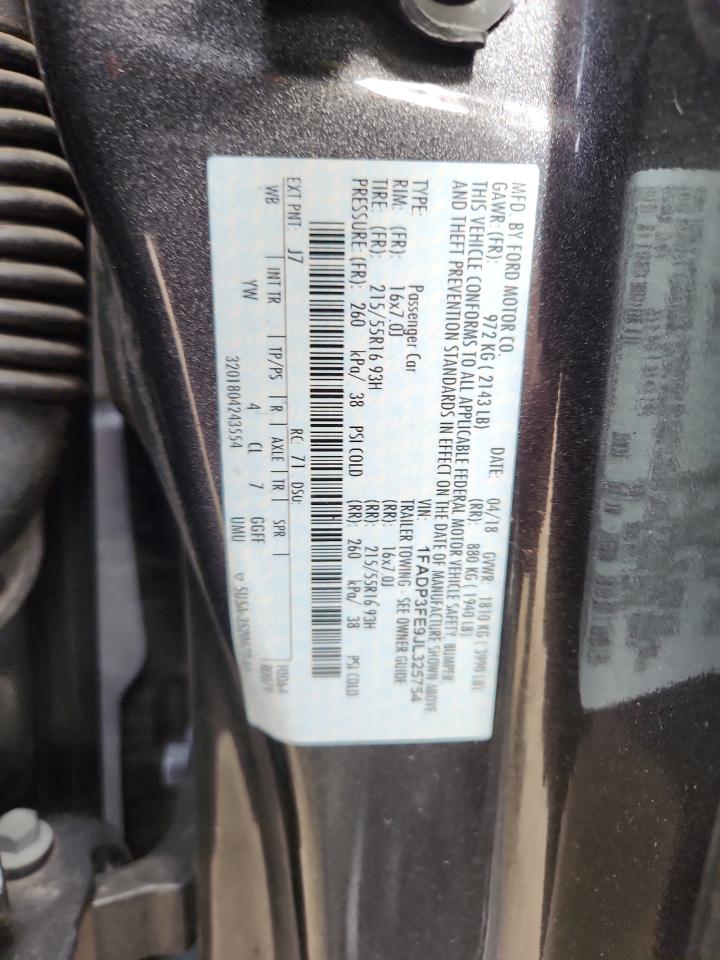 MFD. BY FORD MOTOR CO.
DATE: 04/18 GVWR: 1810 KG ( 3990 LB)
GAWR: (FR): 972 KG ( 2143 LB) (RR): 880 KG ( 1940 LB)
THIS VEHICLE CONFORMS TO ALL APPLICABLE FEDERAL MOTOR VEHICLE SAFETY, BUMPER
AND THEFT PREVENTION STANDARDS IN EFFECT ON THE DATE OF MANUFACTURE SHOWN ABOVE.
VIN: 1FADP3FE9JL325754
TYPE: Passenger Car TRAILER TOWING - SEE OWNER GUIDE
RIM: (FR): 16x7.0J (RR): 16x7.0J
TIRE: (FR): 215/55R16 93H (RR): 215/55R16 93H
PRESSURE: (FR): 260 kPa/ 38 PSI COLD (RR): 260 kPa/ 38 PSI COLD
EXT PNT: J7 RC: 71 DSO: F0064
WB INT TR TP/PS R AXLE TR SPR
YW 4 CL 7 GGFF
3201804243554 UMU